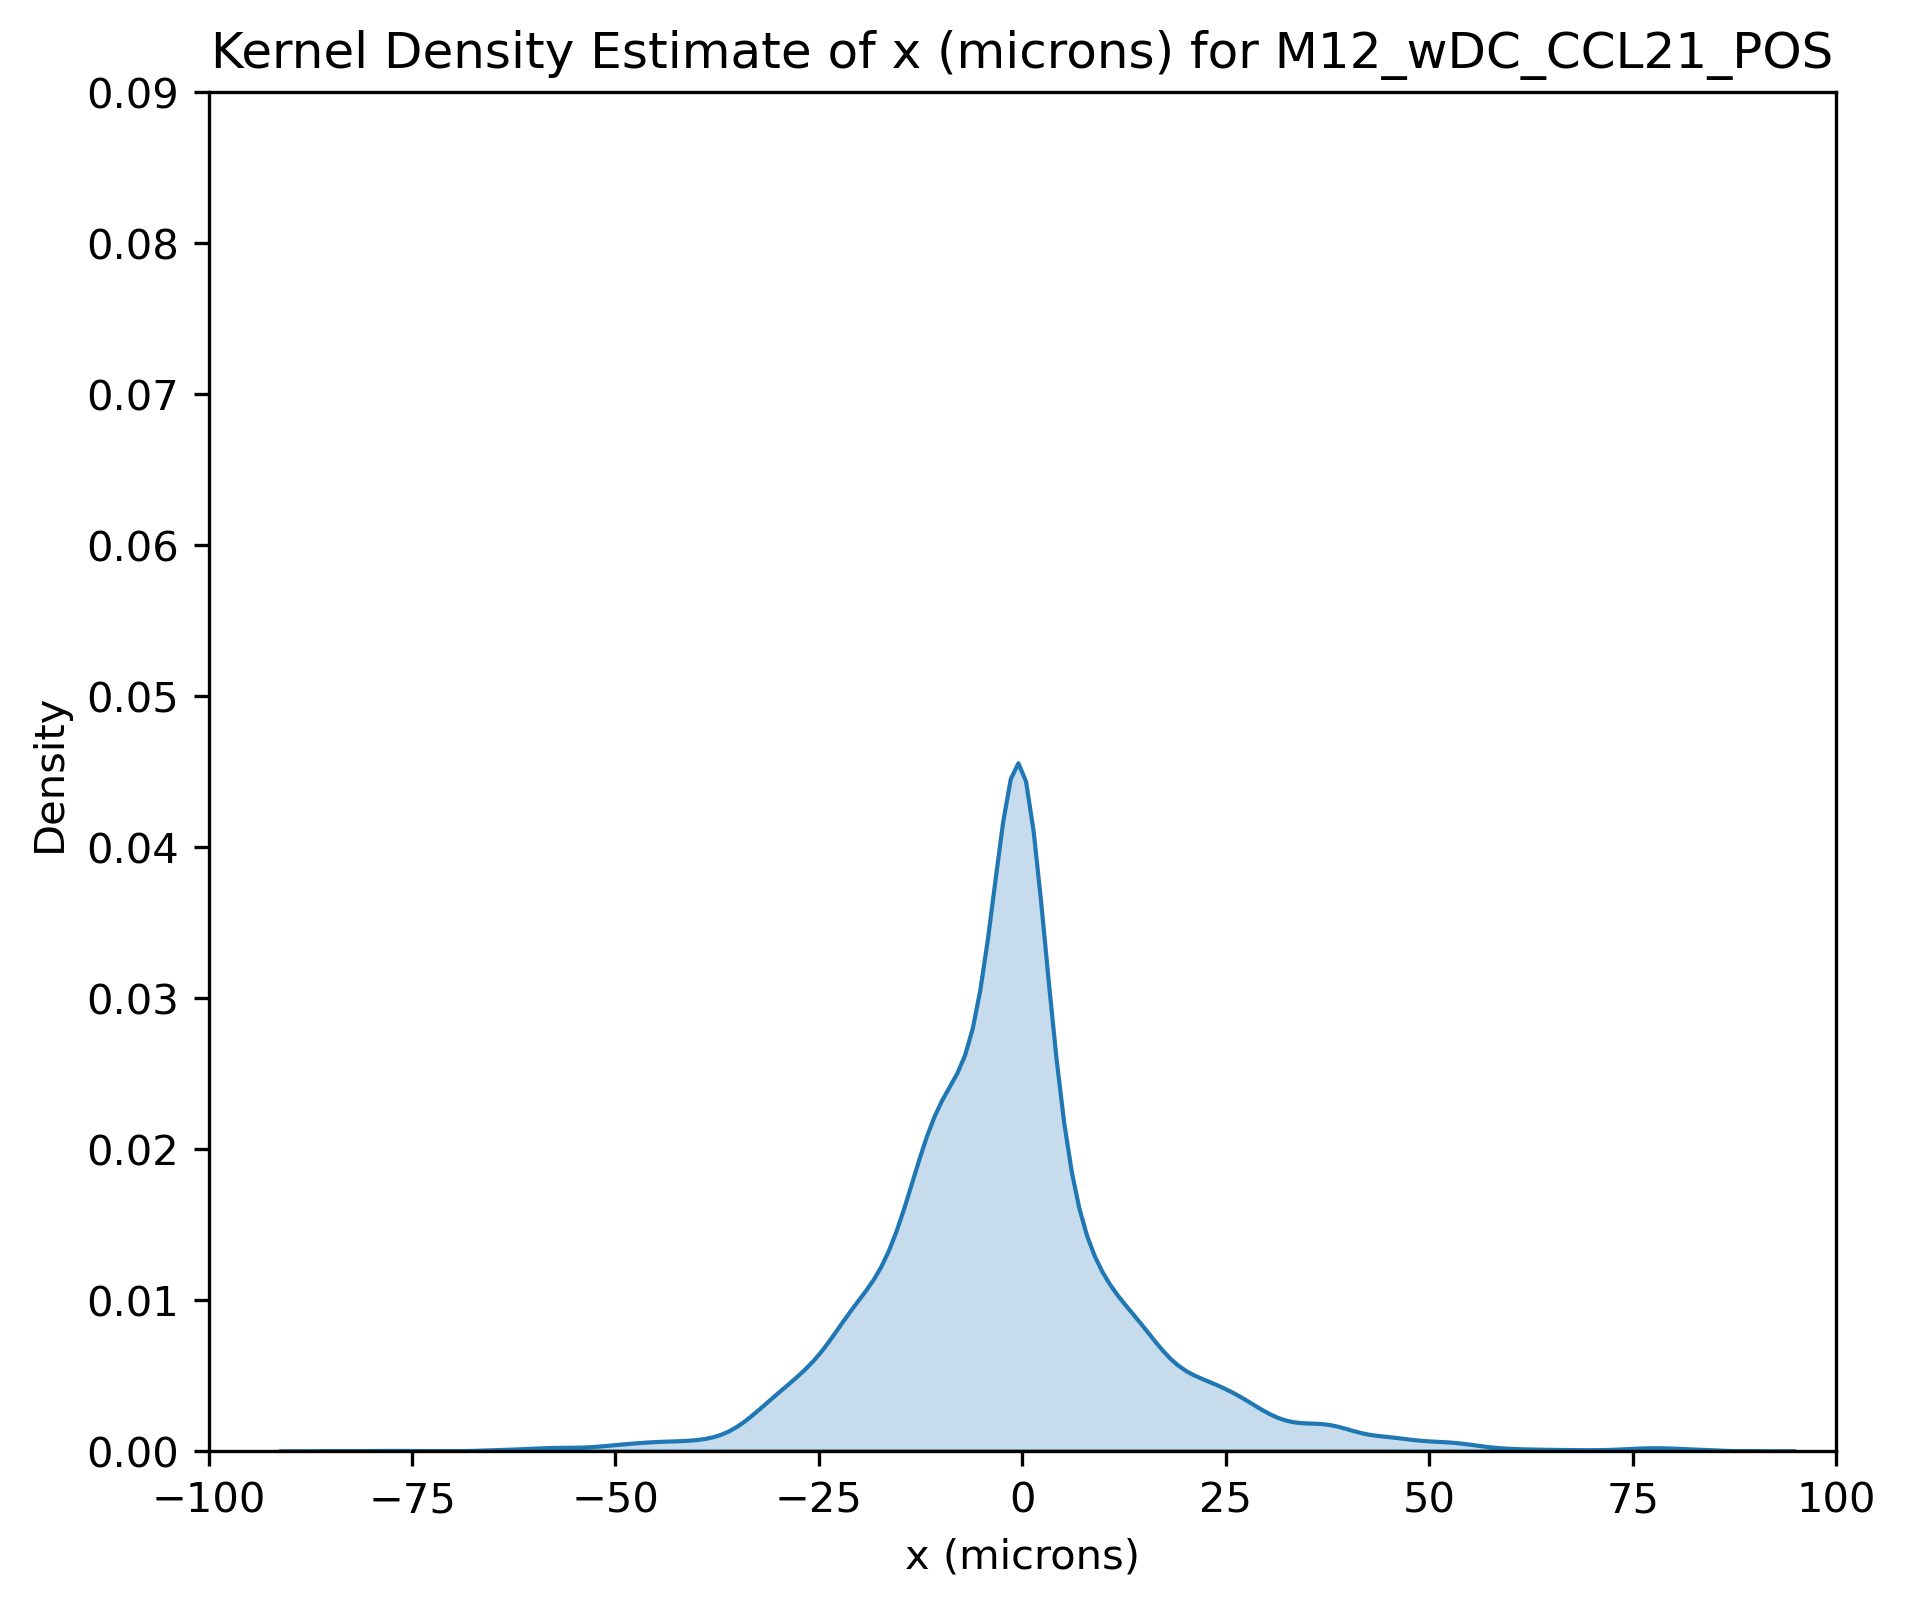 Kernel Density Estimate of x (microns) for M12_wDC_CCL21_POS
0.09
0.08
0.07
0.06
0.05
0.04
0.03
0.02
0.01
0.00
Density
−100 −75 −50 −25 0 25 50 75 100
x (microns)